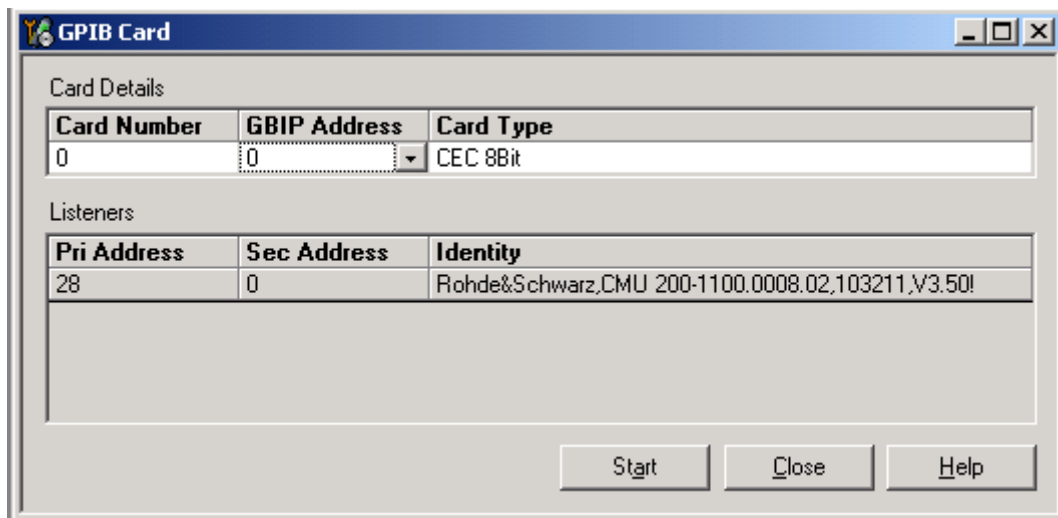 GPIB Card
Card Details
Card Number GBIP Address Card Type
0 0 CEC 8Bit
Listeners
Pri Address Sec Address Identity
28 0 Rohde&Schwarz,CMU 200-1100.0008.02,103211,V3.50!
Start Close Help